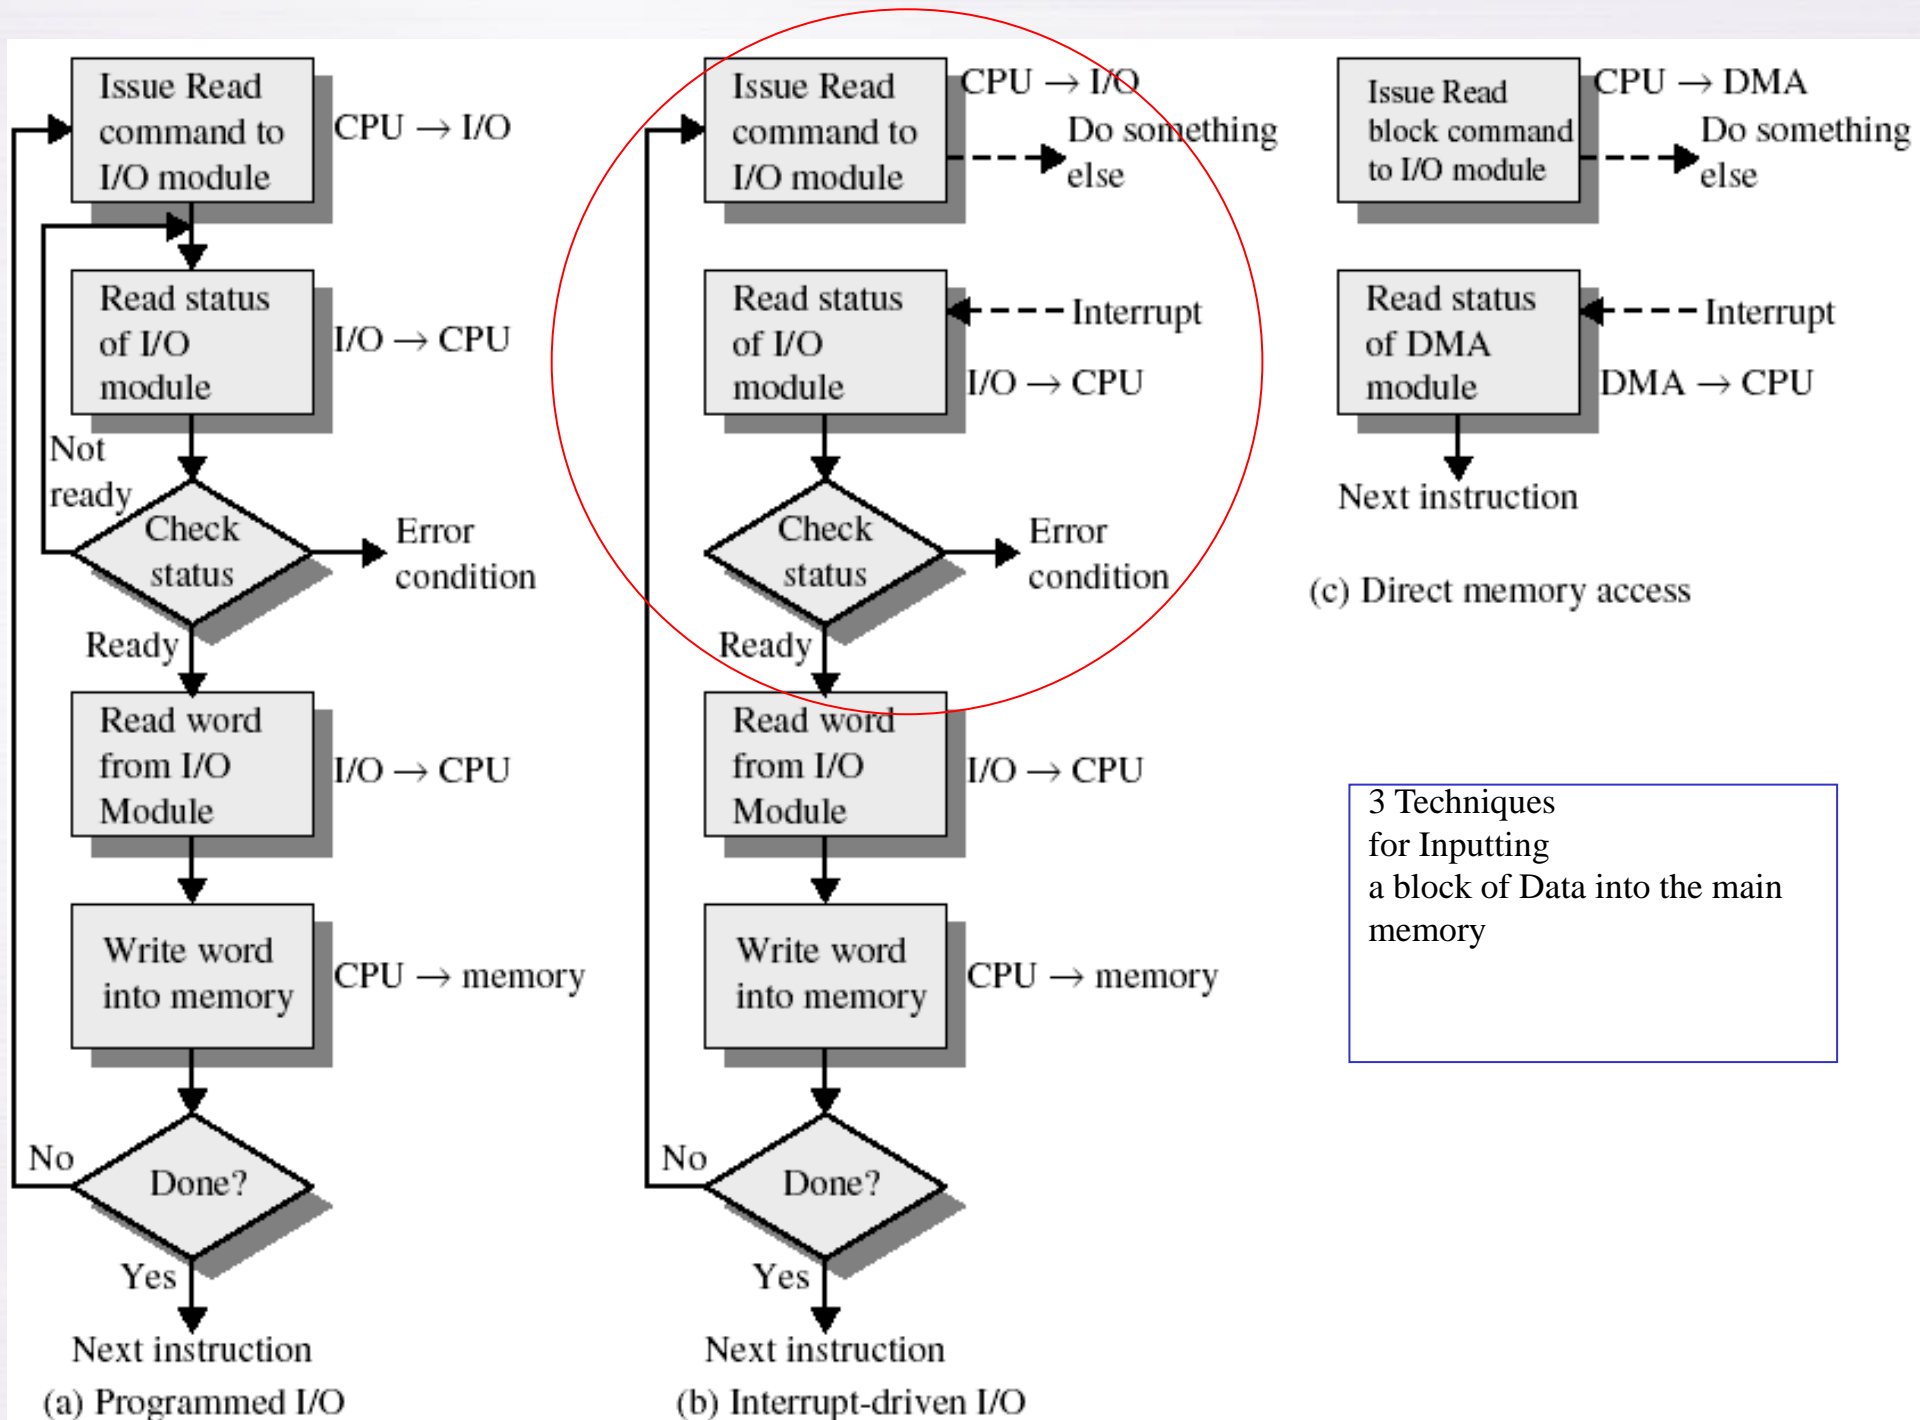 Issue Read
command to
I/O module
CPU → I/O
Read status
of I/O
module
I/O → CPU
Not
ready
Check
status
Error
condition
Ready
Read word
from I/O
Module
I/O → CPU
Write word
into memory
CPU → memory
No
Done?
Yes
Next instruction
(a) Programmed I/O
Issue Read
command to
I/O module
CPU → I/O
Do something
else
Read status
of I/O
module
Interrupt
I/O → CPU
Check
status
Error
condition
Ready
Read word
from I/O
Module
I/O → CPU
Write word
into memory
CPU → memory
No
Done?
Yes
Next instruction
(b) Interrupt-driven I/O
Issue Read
block command
to I/O module
CPU → DMA
Do something
else
Read status
of DMA
module
Interrupt
DMA → CPU
Next instruction
(c) Direct memory access
3 Techniques
for Inputting
a block of Data into the main
memory